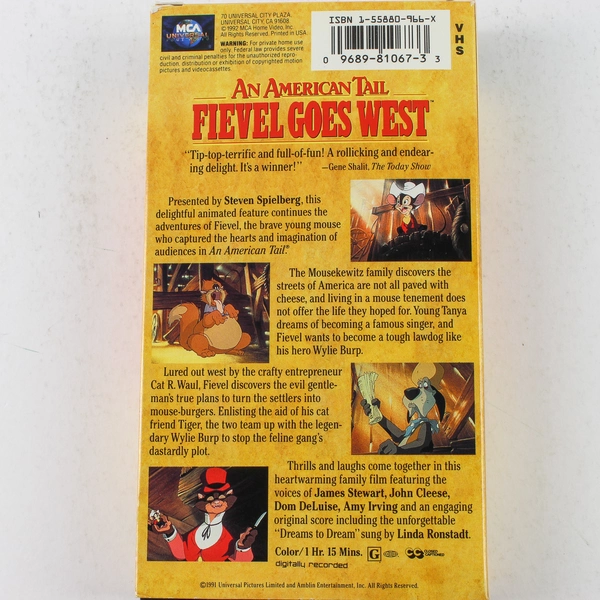 MCA
UNIVERSAL
70 UNIVERSAL CITY PLAZA,
UNIVERSAL CITY, CA 91608.
©1992 MCA Home Video, Inc.
All Rights Reserved. Printed in USA.
WARNING: For private home use
only. Federal law provides severe
civil and criminal penalties for the unauthorized repro-
duction, distribution or exhibition of copyrighted motion
pictures and videocassettes.
ISBN 1-55880-966-X
0 9689-81067-3 3
VHS
AN AMERICAN TAIL
FIEVEL GOES WEST
"Tip-top-terrific and full-of-fun! A rollicking and endear-
ing delight. It's a winner!" —Gene Shalit, The Today Show
Presented by Steven Spielberg, this
delightful animated feature continues the
adventures of Fievel, the brave young mouse
who captured the hearts and imagination of
audiences in An American Tail.®
The Mousekewitz family discovers the
streets of America are not all paved with
cheese, and living in a mouse tenement does
not offer the life they hoped for. Young Tanya
dreams of becoming a famous singer, and
Fievel wants to become a tough lawdog like
his hero Wylie Burp.
Lured out west by the crafty entrepreneur
Cat R. Waul, Fievel discovers the evil gentle-
man's true plans to turn the settlers into
mouse-burgers. Enlisting the aid of his cat
friend Tiger, the two team up with the legen-
dary Wylie Burp to stop the feline gang's
dastardly plot.
Thrills and laughs come together in this
heartwarming family film featuring the
voices of James Stewart, John Cleese,
Dom DeLuise, Amy Irving and an engaging
original score including the unforgettable
"Dreams to Dream" sung by Linda Ronstadt.
Color/1 Hr. 15 Mins. G CC CLOSED CAPTIONED
digitally recorded
©1991 Universal Pictures Limited and Amblin Entertainment, Inc. All Rights Reserved.